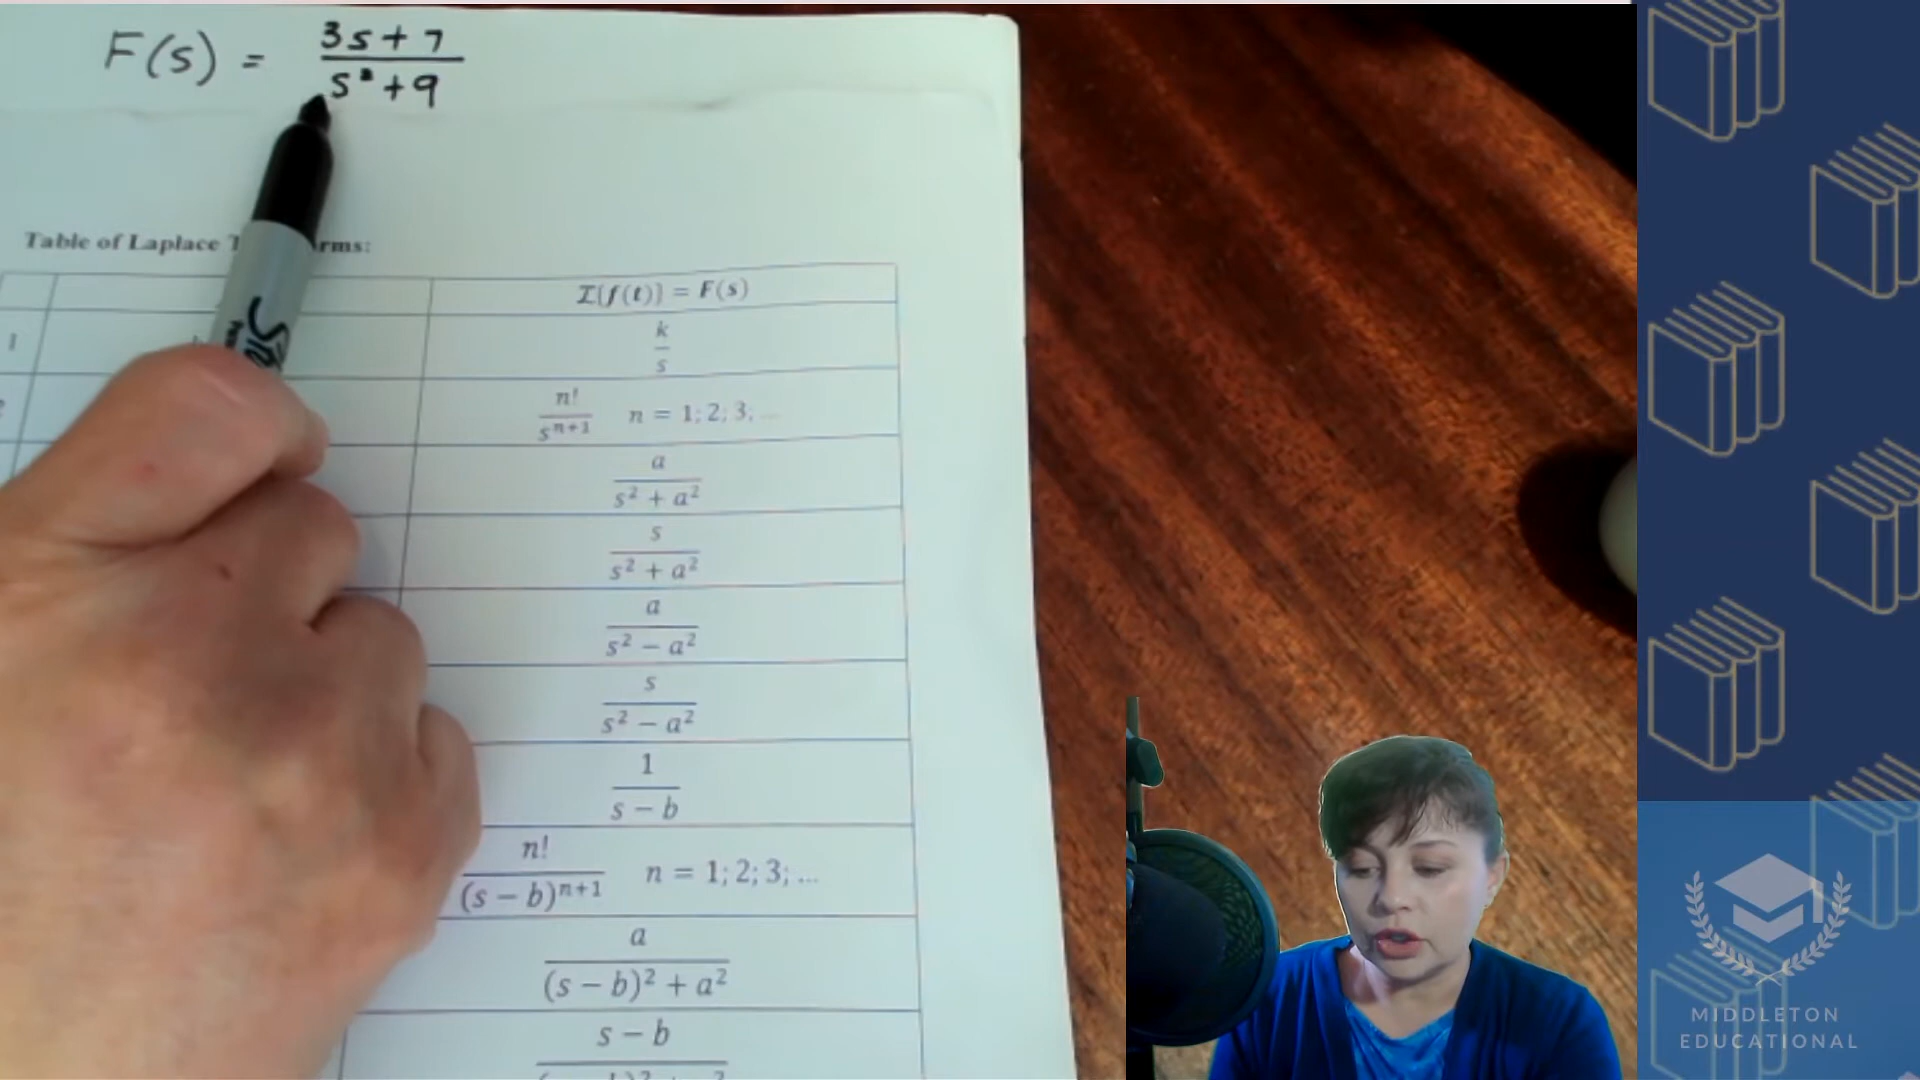 F(s) = 3s + 7
s² + 9
Table of Laplace
ℒ{f(t)} = F(s)
1 k
s
n!
sⁿ⁺¹ n = 1; 2; 3; ...
a
s² + a²
s
s² + a²
a
s² − a²
s
s² − a²
1
s − b
n!
(s − b)ⁿ⁺¹ n = 1; 2; 3; ...
a
(s − b)² + a²
s − b
MIDDLETON
EDUCATIONAL